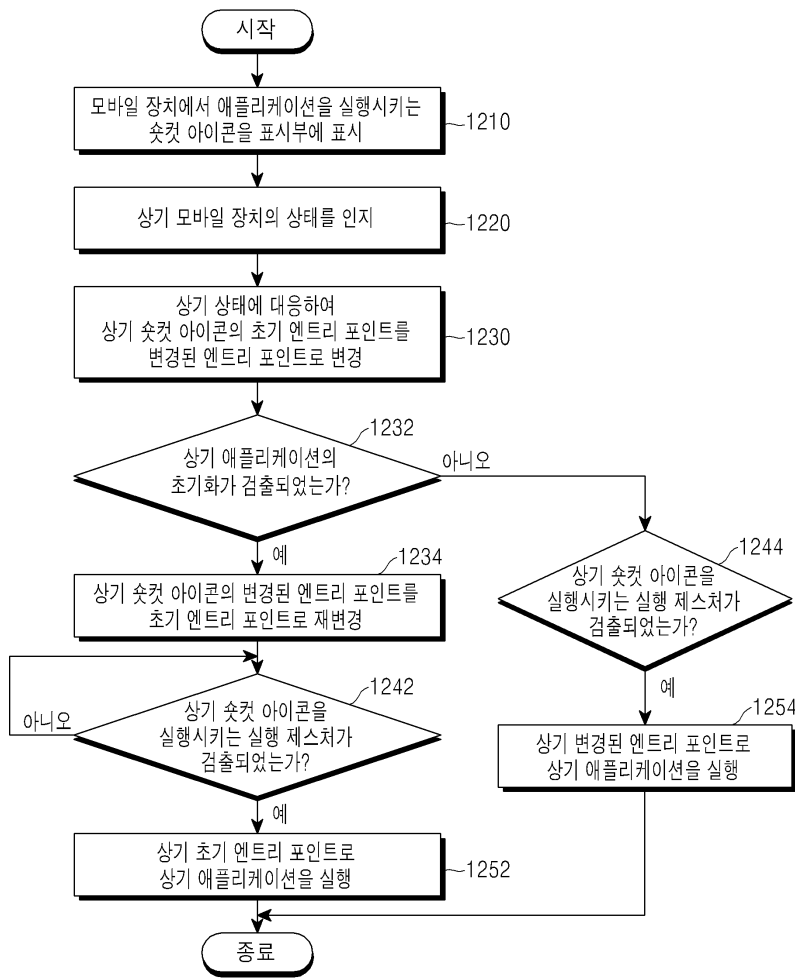 시작
모바일 장치에서 애플리케이션을 실행시키는
숏컷 아이콘을 표시부에 표시
1210
상기 모바일 장치의 상태를 인지
1220
상기 상태에 대응하여
상기 숏컷 아이콘의 초기 엔트리 포인트를
변경된 엔트리 포인트로 변경
1230
1232
상기 애플리케이션의
초기화가 검출되었는가?
아니오
예
1234
상기 숏컷 아이콘의 변경된 엔트리 포인트를
초기 엔트리 포인트로 재변경
1244
상기 숏컷 아이콘을
실행시키는 실행 제스처가
검출되었는가?
예
1242
상기 숏컷 아이콘을
실행시키는 실행 제스처가
검출되었는가?
아니오
예
1254
상기 변경된 엔트리 포인트로
상기 애플리케이션을 실행
상기 초기 엔트리 포인트로
상기 애플리케이션을 실행
1252
종료